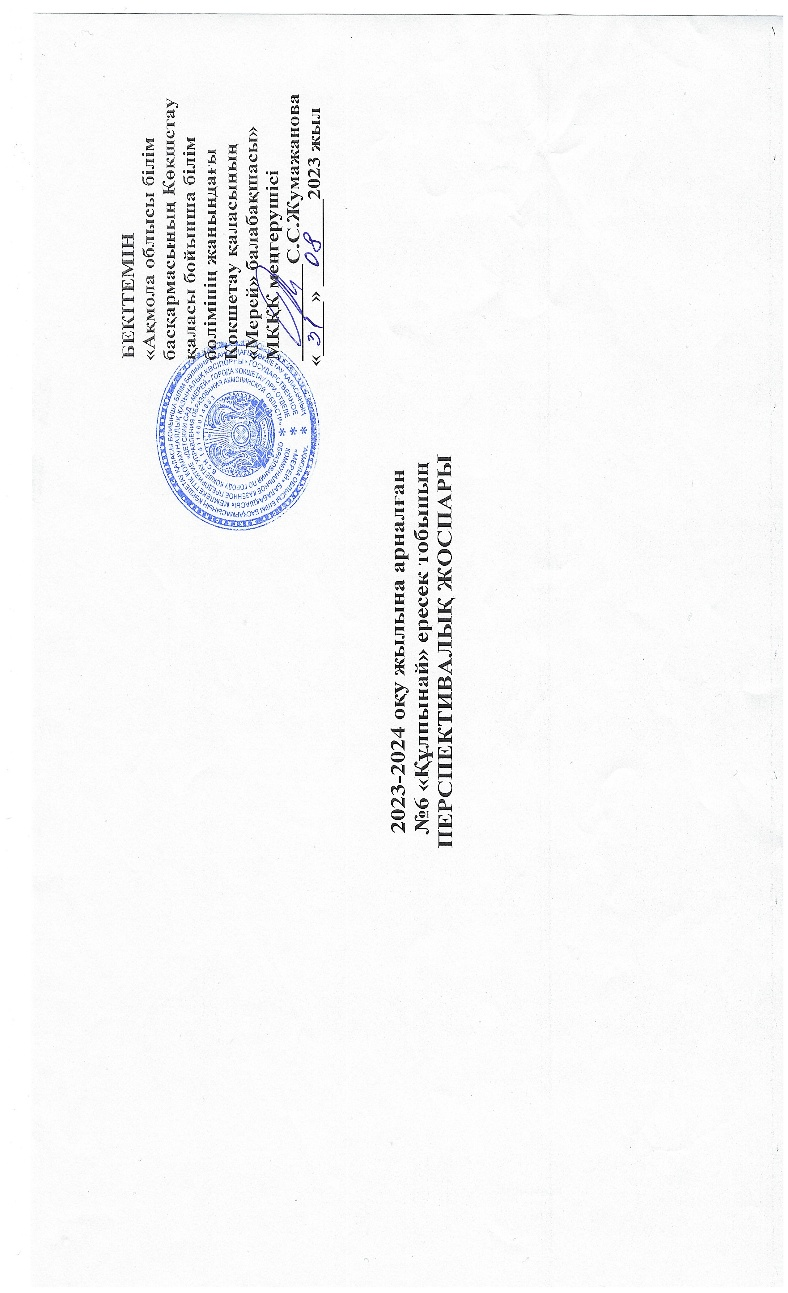 БЕКІТЕМІН
«Ақмола облысы білім
басқармасының Көкшетау
қаласы бойынша білім
бөлімінің жанындағы
Көкшетау қаласының
«Мерей» балабақшасы»
МКҚК меңгерушісі
С.С.Жумажанова
«31» 08 2023 жыл
2023-2024 оқу жылына арналған
№6 «Құлпынай» ересек тобының
ПЕРСПЕКТИВАЛЫҚ ЖОСПАРЫ